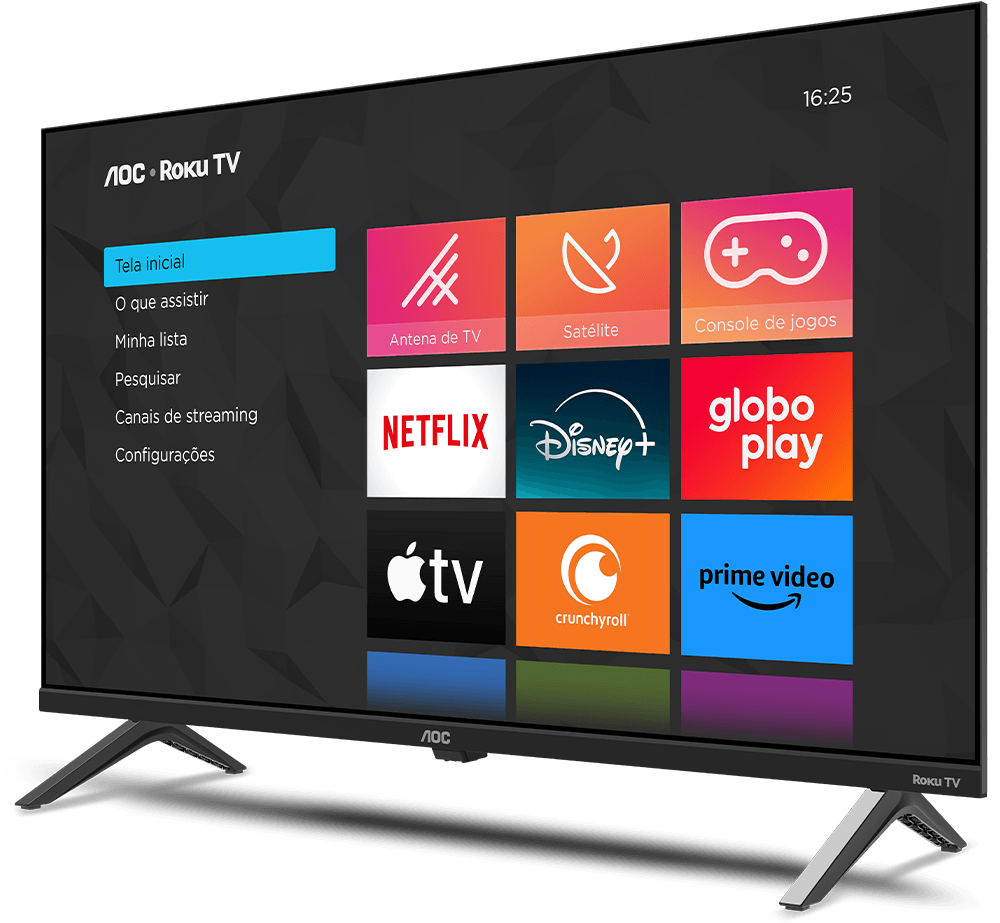 16:25
AOC • Roku TV
Tela inicial
O que assistir
Minha lista
Pesquisar
Canais de streaming
Configurações
Antena de TV
Satélite
Console de jogos
NETFLIX
Disney+
globo
play
tv
crunchyroll
prime video
AOC
Roku TV